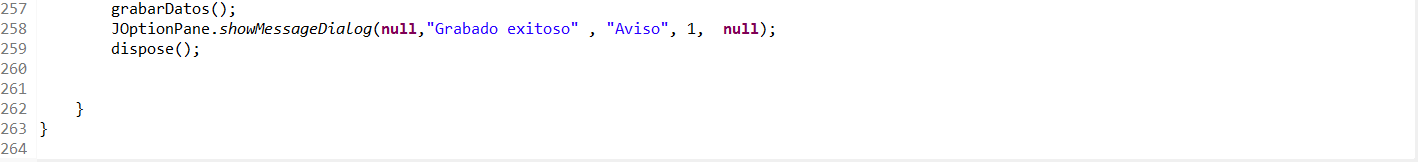 257 grabarDatos();
258 JOptionPane.showMessageDialog(null,"Grabado exitoso" , "Aviso", 1,  null);
259 dispose();
260
261
262 }
263 }
264